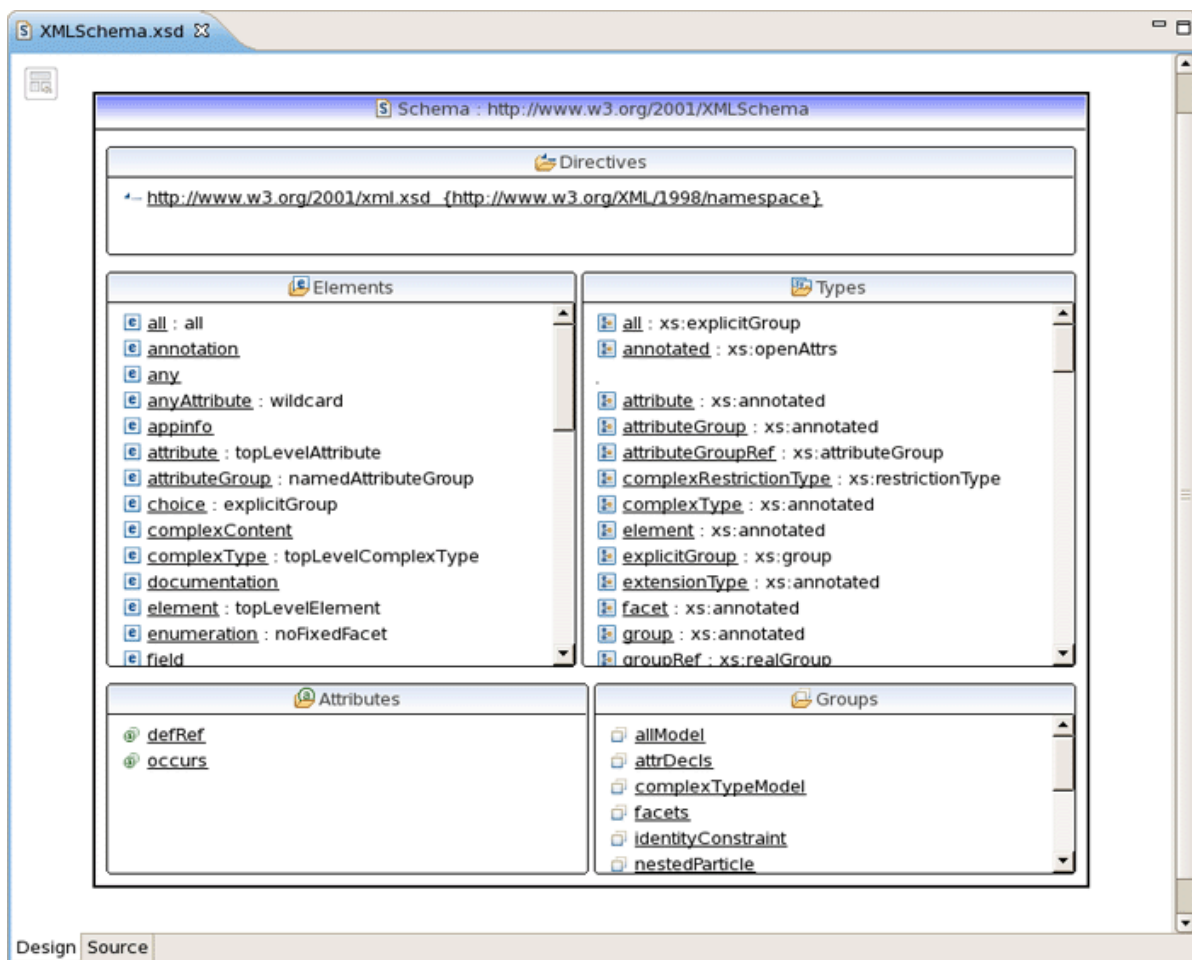 XMLSchema.xsd
Schema : http://www.w3.org/2001/XMLSchema
Directives
http://www.w3.org/2001/xml.xsd {http://www.w3.org/XML/1998/namespace}
Elements
all : all
annotation
any
anyAttribute : wildcard
appinfo
attribute : topLevelAttribute
attributeGroup : namedAttributeGroup
choice : explicitGroup
complexContent
complexType : topLevelComplexType
documentation
element : topLevelElement
enumeration : noFixedFacet
field
Types
all : xs:explicitGroup
annotated : xs:openAttrs
attribute : xs:annotated
attributeGroup : xs:annotated
attributeGroupRef : xs:attributeGroup
complexRestrictionType : xs:restrictionType
complexType : xs:annotated
element : xs:annotated
explicitGroup : xs:group
extensionType : xs:annotated
facet : xs:annotated
group : xs:annotated
groupRef : xs:realGroup
Attributes
defRef
occurs
Groups
allModel
attrDecls
complexTypeModel
facets
identityConstraint
nestedParticle
Design Source